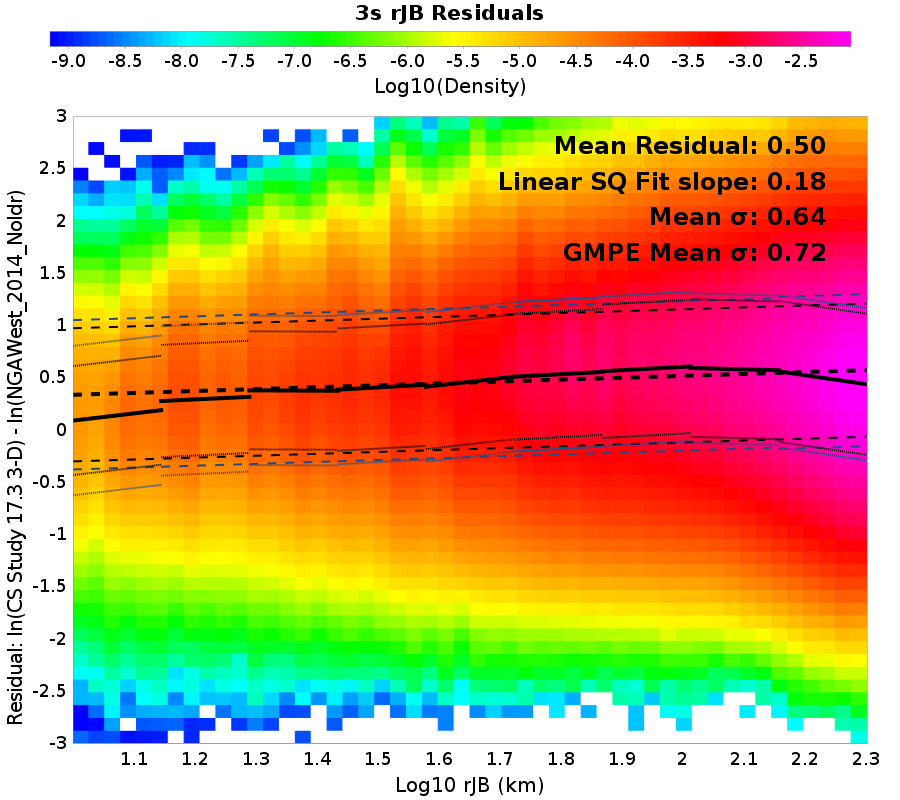 3s rJB Residuals
-9.0 -8.5 -8.0 -7.5 -7.0 -6.5 -6.0 -5.5 -5.0 -4.5 -4.0 -3.5 -3.0 -2.5
Log10(Density)
Mean Residual: 0.50
Linear SQ Fit slope: 0.18
Mean σ: 0.64
GMPE Mean σ: 0.72
Residual: ln(CS Study 17.3 3-D) - ln(NGAWest_2014_NoIdr)
3
2.5
2
1.5
1
0.5
0
-0.5
-1
-1.5
-2
-2.5
-3
1.1 1.2 1.3 1.4 1.5 1.6 1.7 1.8 1.9 2 2.1 2.2 2.3
Log10 rJB (km)